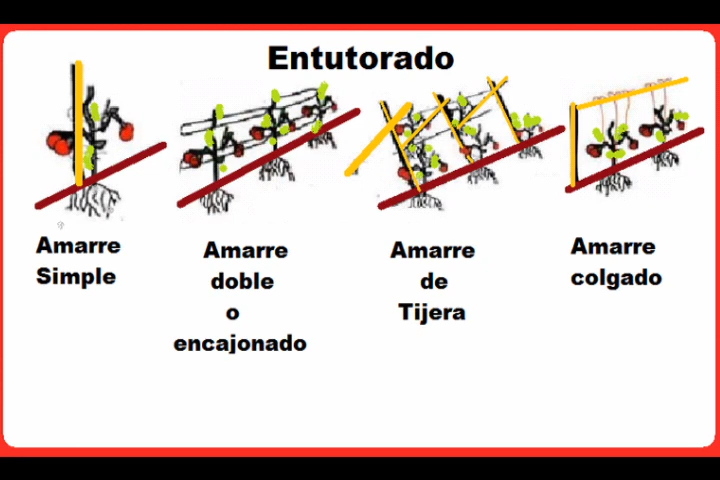 Entutorado
Amarre
Simple
Amarre
doble
o
encajonado
Amarre
de
Tijera
Amarre
colgado